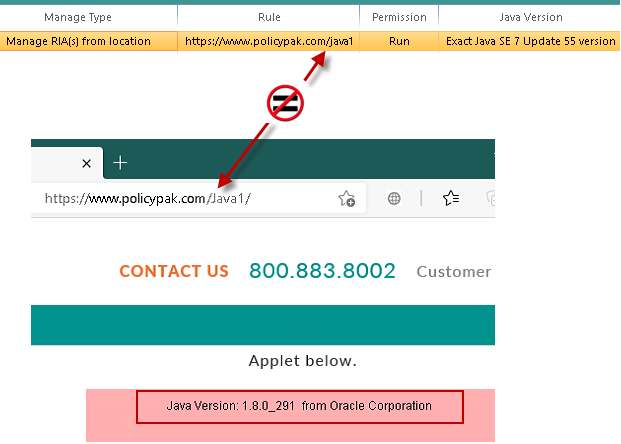 Manage Type Rule Permission Java Version
Manage RIA(s) from location https://www.policypak.com/java1 Run Exact Java SE 7 Update 55 version
https://www.policypak.com/Java1/
CONTACT US 800.883.8002 Customer
Applet below.
Java Version: 1.8.0_291 from Oracle Corporation